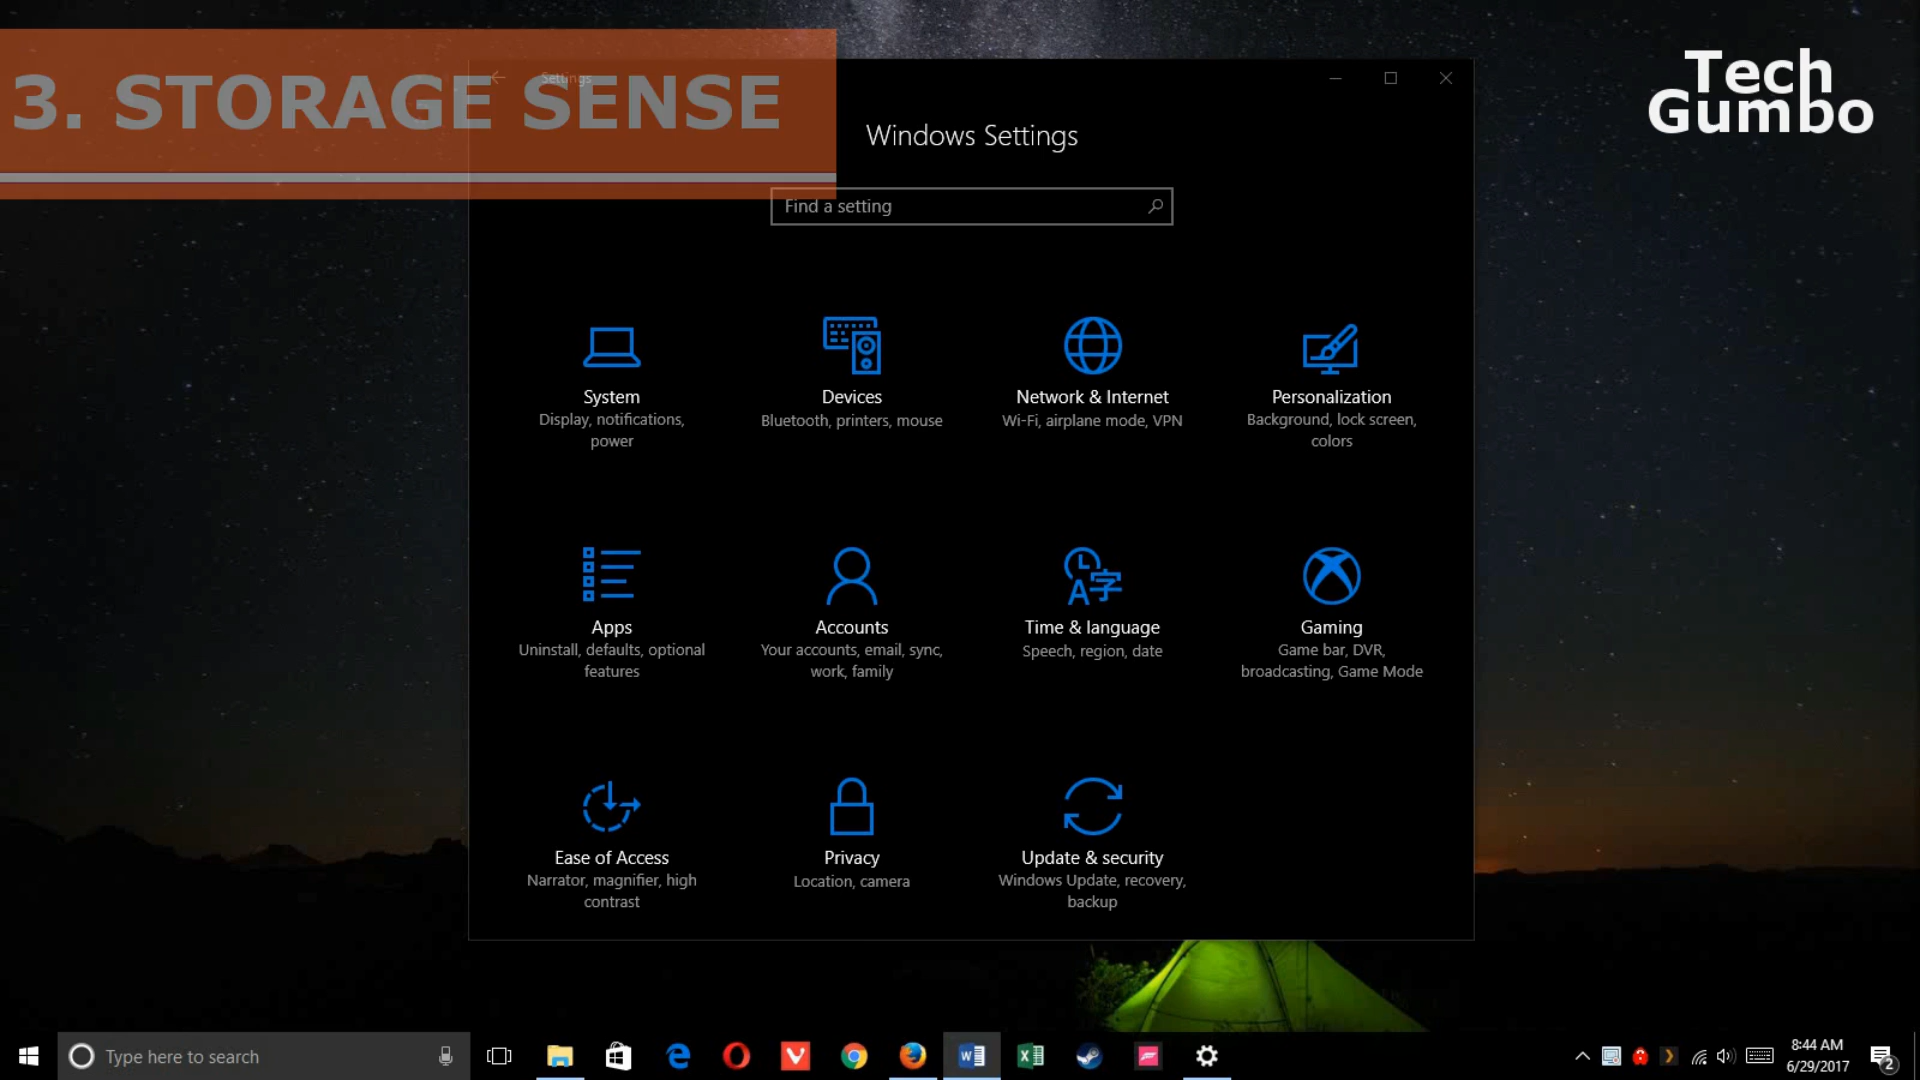 3. STORAGE SENSE
Settings
Tech
Gumbo
Windows Settings
Find a setting
System
Display, notifications,
power
Devices
Bluetooth, printers, mouse
Network & Internet
Wi-Fi, airplane mode, VPN
Personalization
Background, lock screen,
colors
Apps
Uninstall, defaults, optional
features
Accounts
Your accounts, email, sync,
work, family
Time & language
Speech, region, date
Gaming
Game bar, DVR,
broadcasting, Game Mode
Ease of Access
Narrator, magnifier, high
contrast
Privacy
Location, camera
Update & security
Windows Update, recovery,
backup
Type here to search
8:44 AM
6/29/2017
2